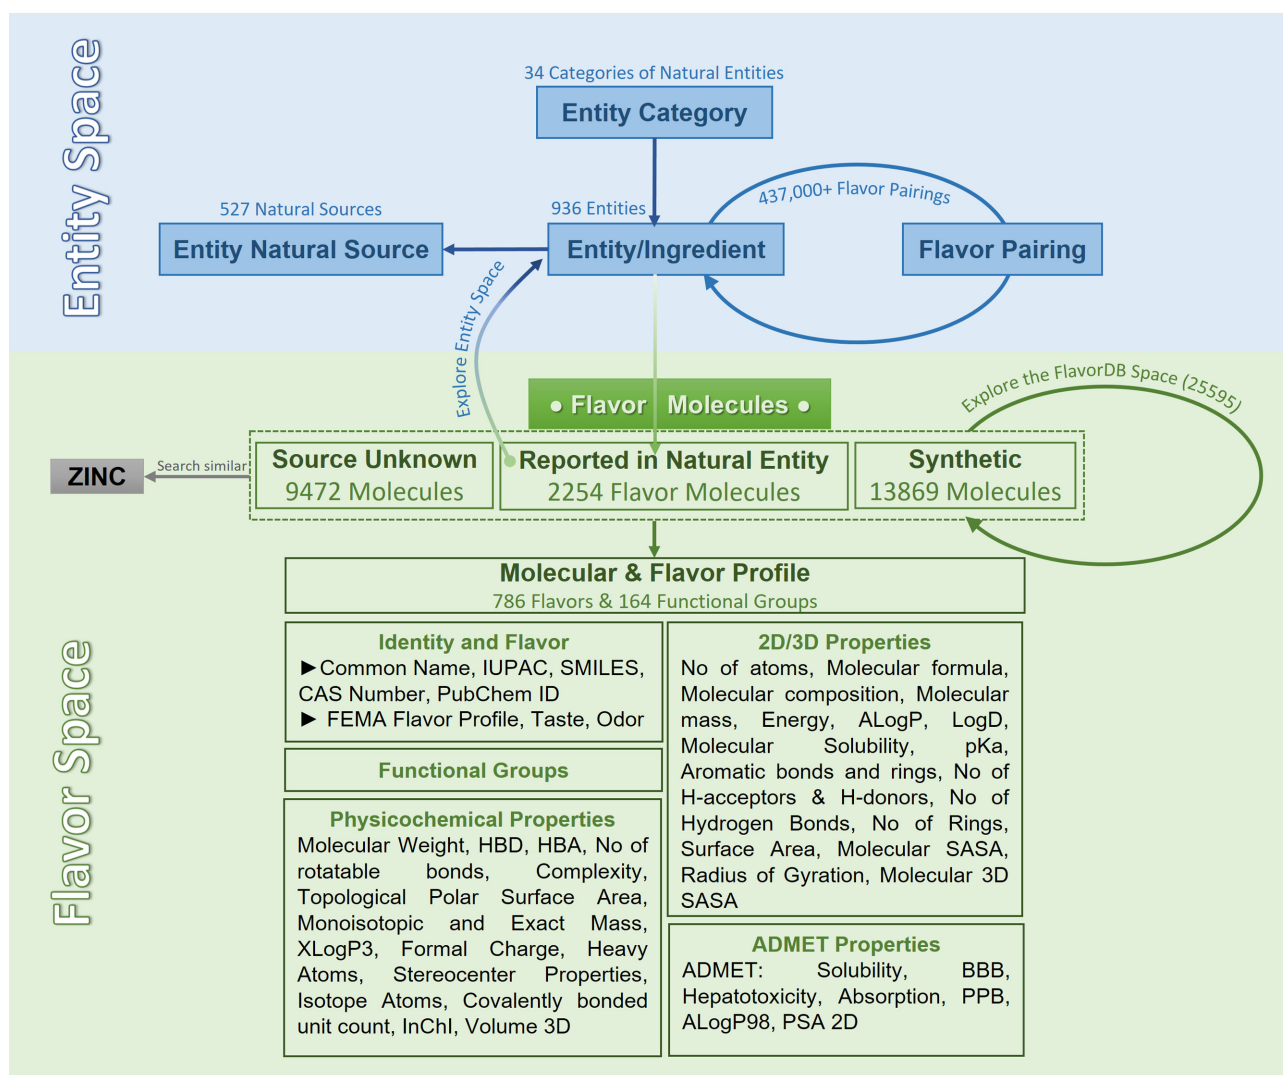 Entity Space
34 Categories of Natural Entities
Entity Category
437,000+ Flavor Pairings
527 Natural Sources
936 Entities
Entity Natural Source
Entity/Ingredient
Flavor Pairing
Explore Entity Space
Flavor Space
● Flavor Molecules ●
Explore the FlavorDB Space (25595)
ZINC
Search similar
Source Unknown
9472 Molecules
Reported in Natural Entity
2254 Flavor Molecules
Synthetic
13869 Molecules
Molecular & Flavor Profile
786 Flavors & 164 Functional Groups
Identity and Flavor
►Common Name, IUPAC, SMILES,
CAS Number, PubChem ID
► FEMA Flavor Profile, Taste, Odor
Functional Groups
Physicochemical Properties
Molecular Weight, HBD, HBA, No of
rotatable bonds, Complexity,
Topological Polar Surface Area,
Monoisotopic and Exact Mass,
XLogP3, Formal Charge, Heavy
Atoms, Stereocenter Properties,
Isotope Atoms, Covalently bonded
unit count, InChI, Volume 3D
2D/3D Properties
No of atoms, Molecular formula,
Molecular composition, Molecular
mass, Energy, ALogP, LogD,
Molecular Solubility, pKa,
Aromatic bonds and rings, No of
H-acceptors & H-donors, No of
Hydrogen Bonds, No of Rings,
Surface Area, Molecular SASA,
Radius of Gyration, Molecular 3D
SASA
ADMET Properties
ADMET: Solubility, BBB,
Hepatotoxicity, Absorption, PPB,
ALogP98, PSA 2D